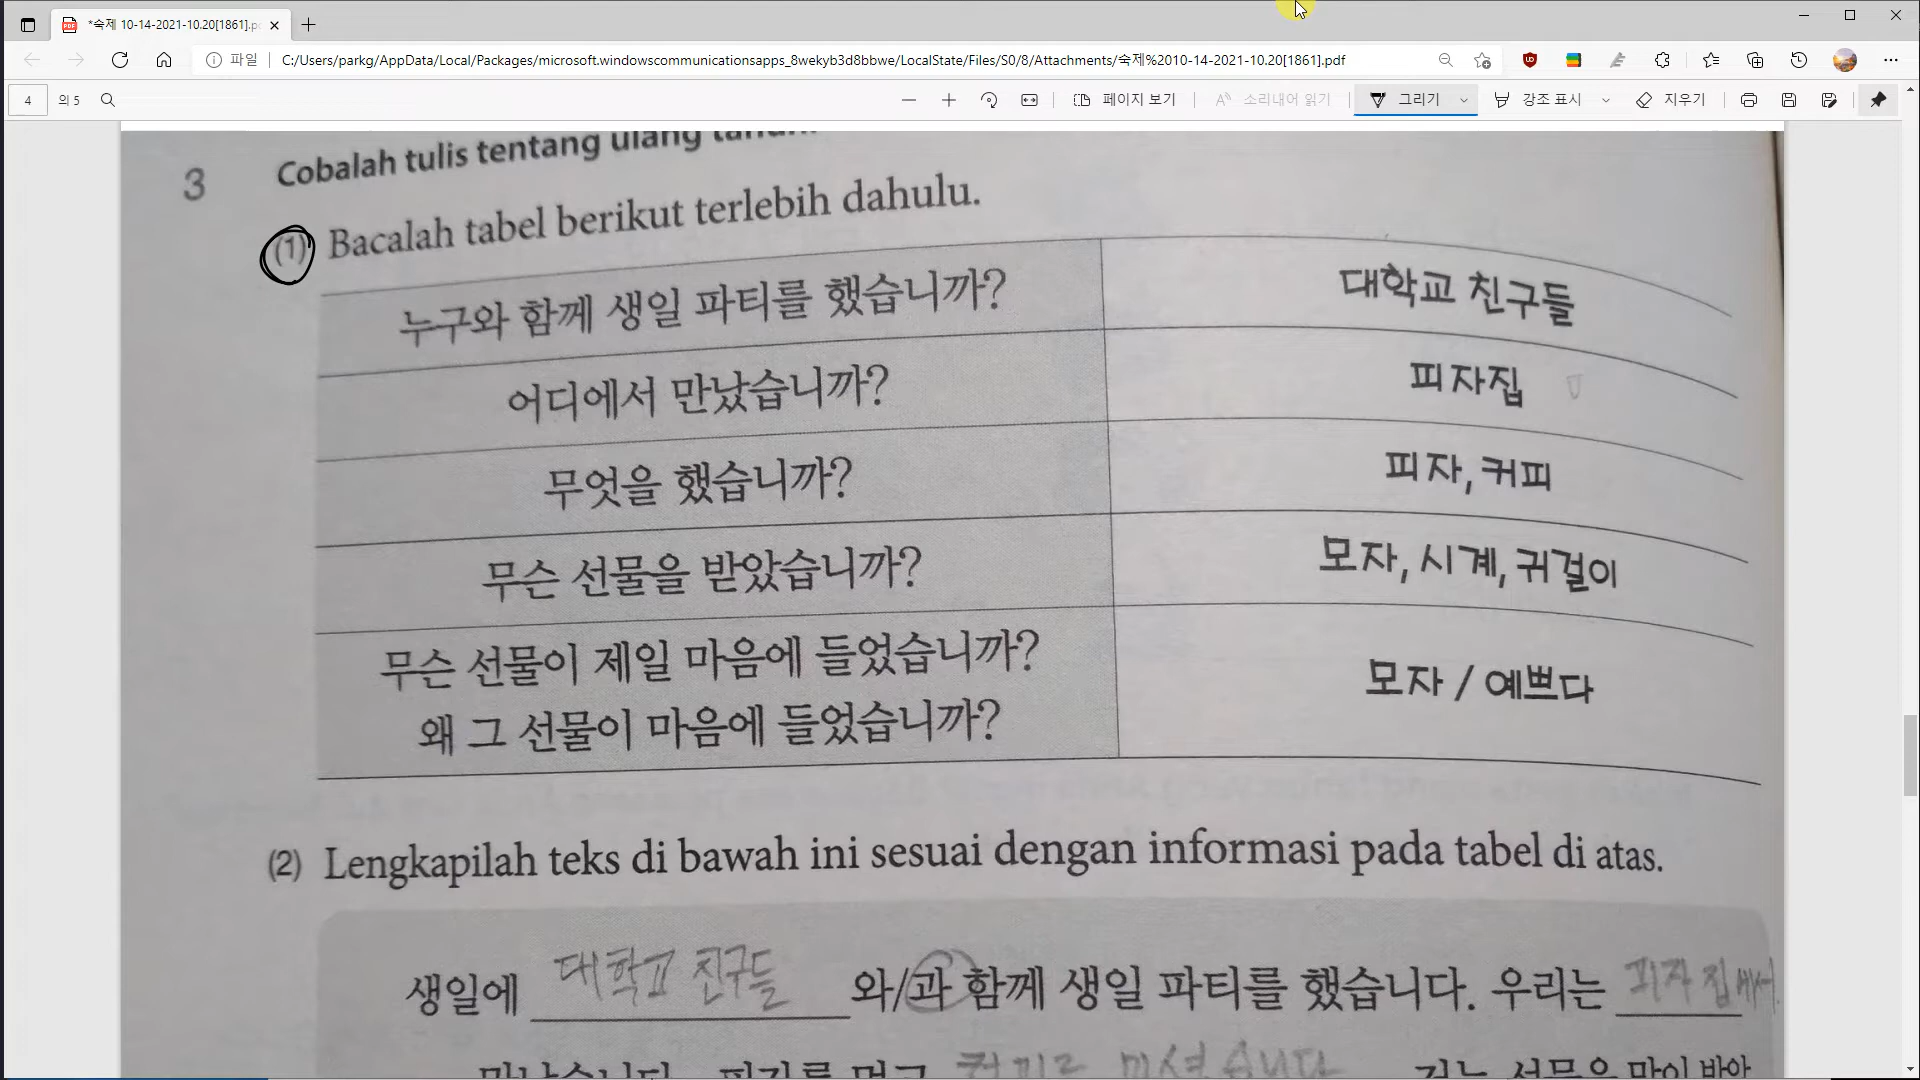 *숙제 10-14-2021-10.20[1861].p
파일 C:/Users/parkg/AppData/Local/Packages/microsoft.windowscommunicationsapps_8wekyb3d8bbwe/LocalState/Files/S0/8/Attachments/숙제%2010-14-2021-10.20[1861].pdf
4 의 5 페이지 보기 소리내어 읽기 그리기 강조 표시 지우기
3 Cobalah tulis tentang ulang
(1) Bacalah tabel berikut terlebih dahulu.
누구와 함께 생일 파티를 했습니까? 대학교 친구들
어디에서 만났습니까? 피자집
무엇을 했습니까? 피자, 커피
무슨 선물을 받았습니까? 모자, 시계, 귀걸이
무슨 선물이 제일 마음에 들었습니까?
왜 그 선물이 마음에 들었습니까? 모자 / 예쁘다
(2) Lengkapilah teks di bawah ini sesuai dengan informasi pada tabel di atas.
생일에 대학교 친구들 와/과 함께 생일 파티를 했습니다. 우리는 피자 집에서